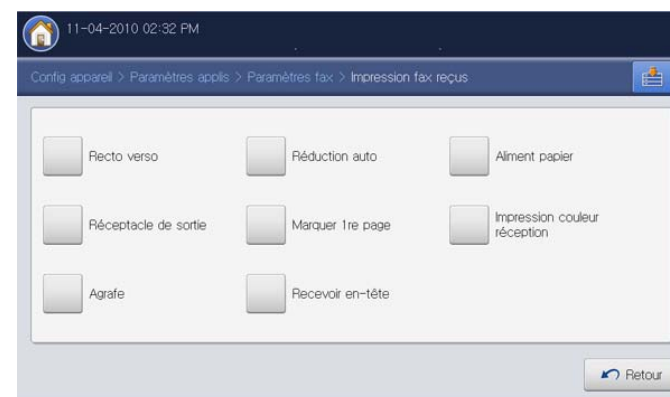 11-04-2010 02:32 PM
Config appareil > Paramètres applis > Paramètres fax > Impression fax reçus
Recto verso
Réduction auto
Aliment papier
Réceptacle de sortie
Marquer 1re page
Impression couleur
réception
Agrafe
Recevoir en-tête
Retour